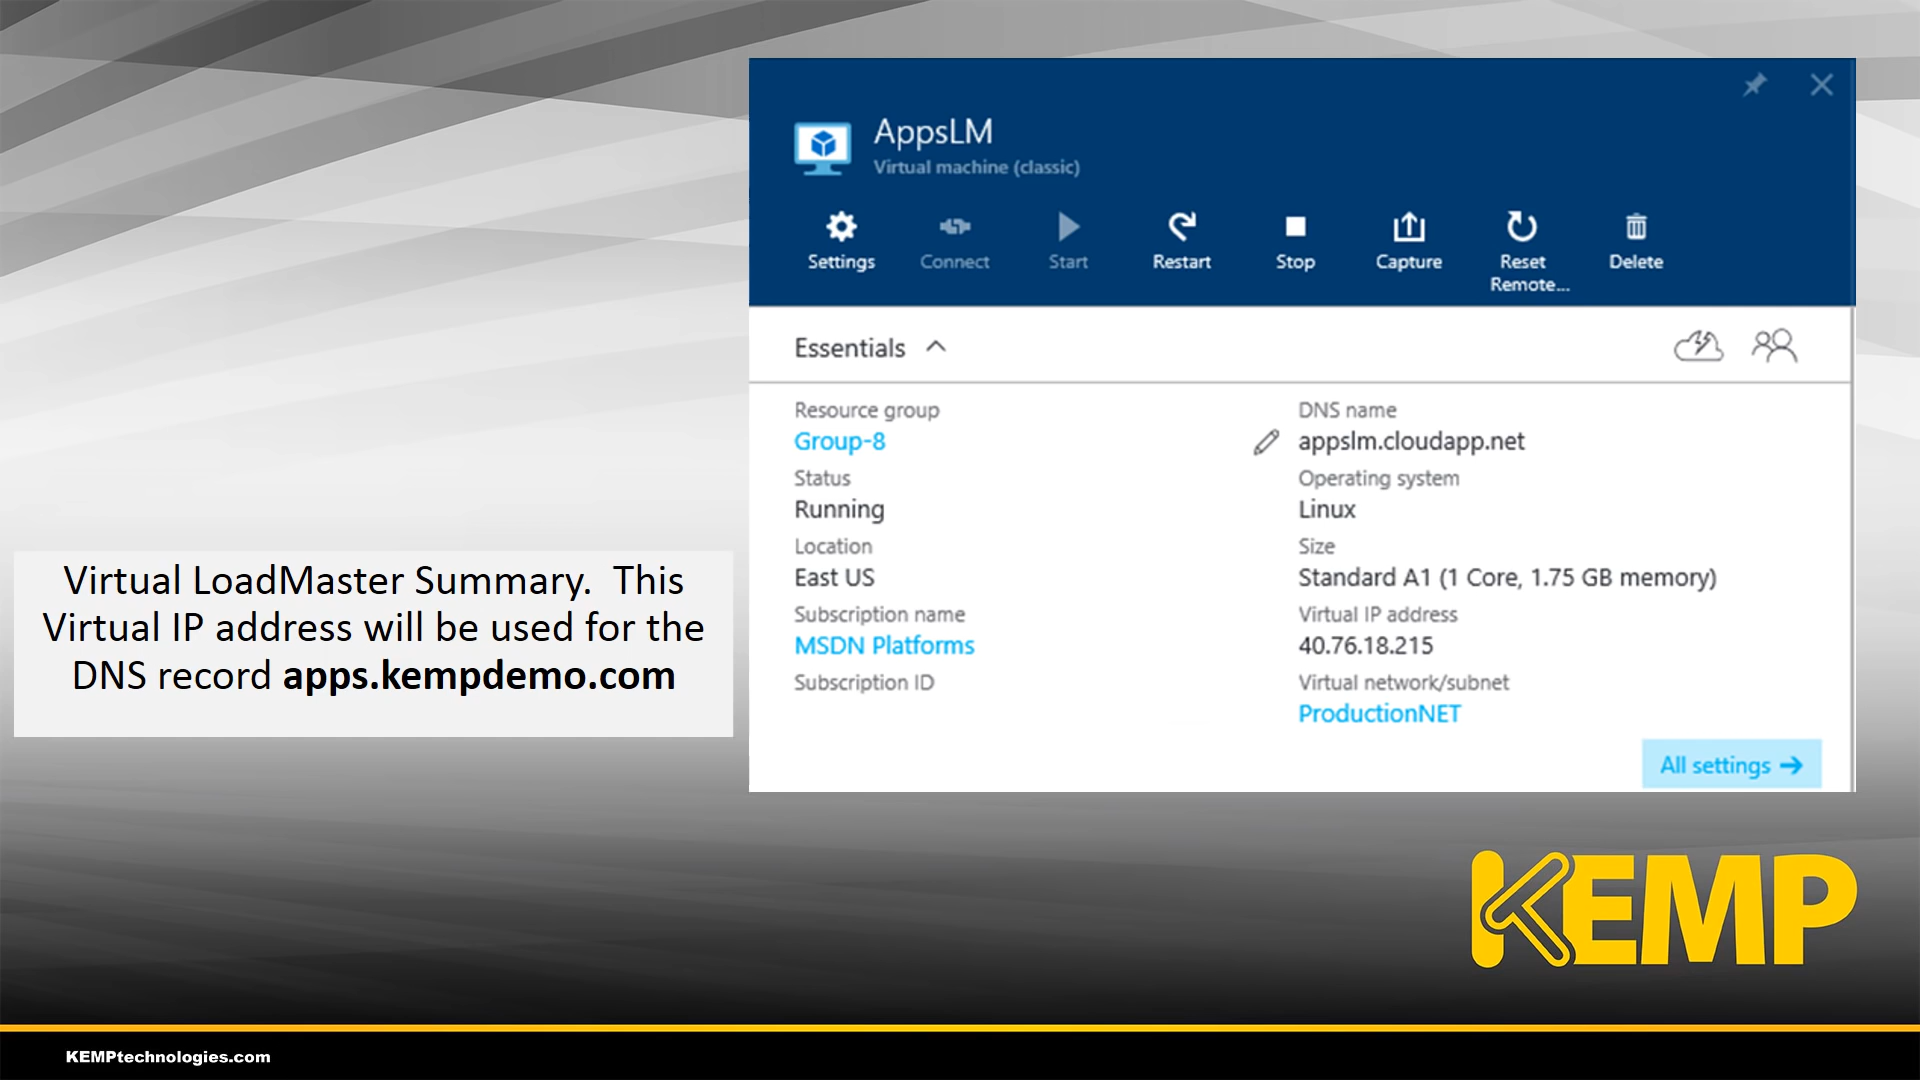 AppsLM
Virtual machine (classic)
Settings
Connect
Start
Restart
Stop
Capture
Reset
Remote...
Delete
Essentials
Resource group
Group-8
Status
Running
Location
East US
Subscription name
MSDN Platforms
Subscription ID
DNS name
appslm.cloudapp.net
Operating system
Linux
Size
Standard A1 (1 Core, 1.75 GB memory)
Virtual IP address
40.76.18.215
Virtual network/subnet
ProductionNET
All settings
Virtual LoadMaster Summary. This
Virtual IP address will be used for the
DNS record apps.kempdemo.com
KEMP
KEMPtechnologies.com